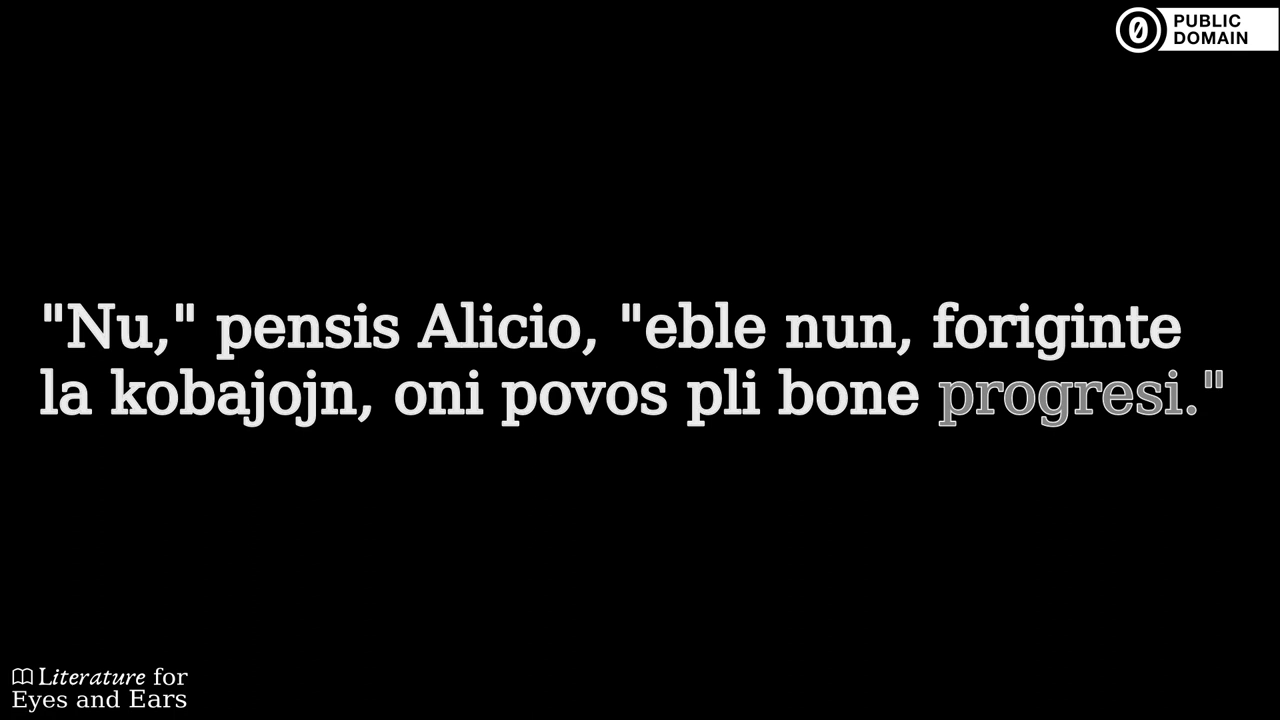 PUBLIC
DOMAIN
"Nu," pensis Alicio, "eble nun, foriginte
la kobajojn, oni povos pli bone progresi."
Literature for
Eyes and Ears